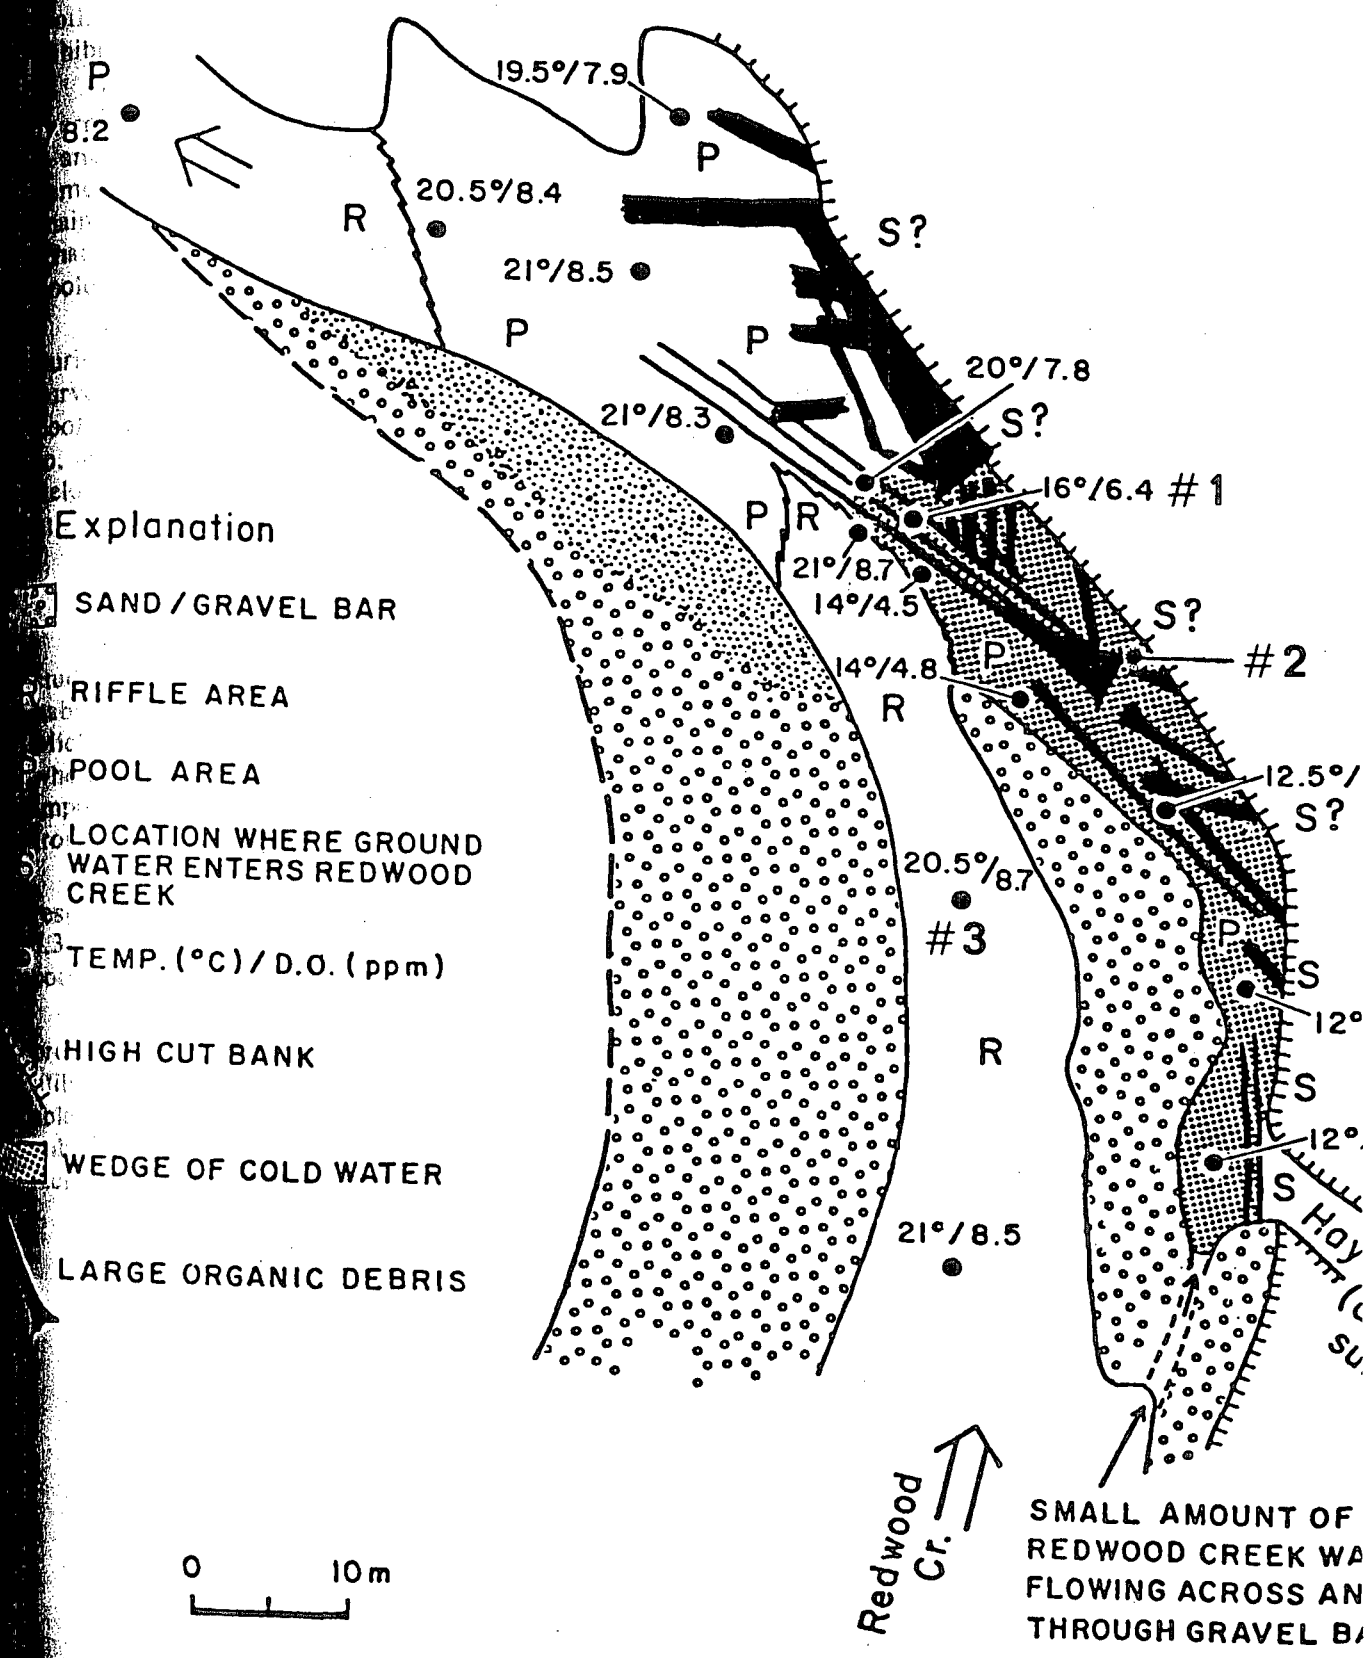 P
8.2
19.5°/7.9
P
R
20.5°/8.4
S?
21°/8.5
P
P
20°/7.8
21°/8.3
S?
16°/6.4 #1
P R
21°/8.7
14°/4.5
S?
P
#2
14°/4.8
R
12.5°/
S?
20.5°/8.7
#3
P
S
12°
R
S
12°
S
Hay
21°/8.5
Explanation
SAND/GRAVEL BAR
RIFFLE AREA
POOL AREA
LOCATION WHERE GROUND
WATER ENTERS REDWOOD
CREEK
TEMP. (°C)/D.O. (ppm)
HIGH CUT BANK
WEDGE OF COLD WATER
LARGE ORGANIC DEBRIS
0 10m
Redwood
Cr.
SMALL AMOUNT OF
REDWOOD CREEK WA
FLOWING ACROSS AN
THROUGH GRAVEL BA